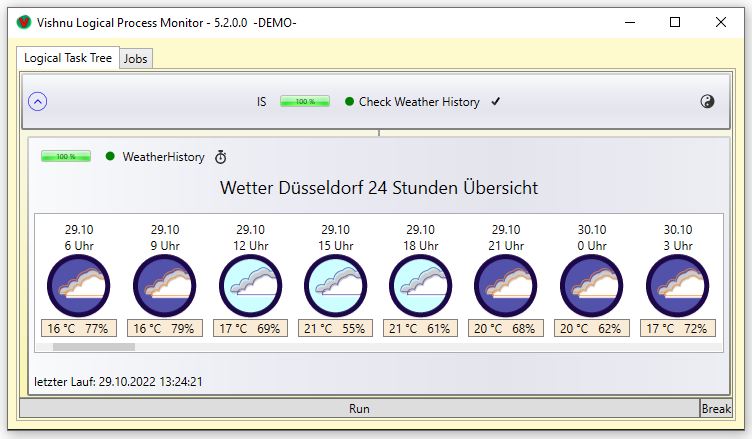 Vishnu Logical Process Monitor - 5.2.0.0 -DEMO-
Logical Task Tree Jobs
IS 100 % Check Weather History
100 % WeatherHistory
Wetter Düsseldorf 24 Stunden Übersicht
29.10 29.10 29.10 29.10 29.10 29.10 30.10 30.10
6 Uhr 9 Uhr 12 Uhr 15 Uhr 18 Uhr 21 Uhr 0 Uhr 3 Uhr
16 °C 77% 16 °C 79% 17 °C 69% 21 °C 55% 21 °C 61% 20 °C 68% 20 °C 62% 17 °C 72%
letzter Lauf: 29.10.2022 13:24:21
Run Break